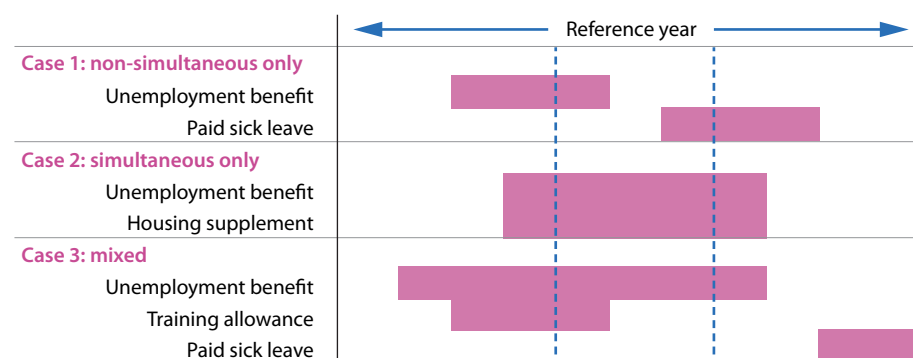 Reference year
Case 1: non-simultaneous only
Unemployment benefit
Paid sick leave
Case 2: simultaneous only
Unemployment benefit
Housing supplement
Case 3: mixed
Unemployment benefit
Training allowance
Paid sick leave